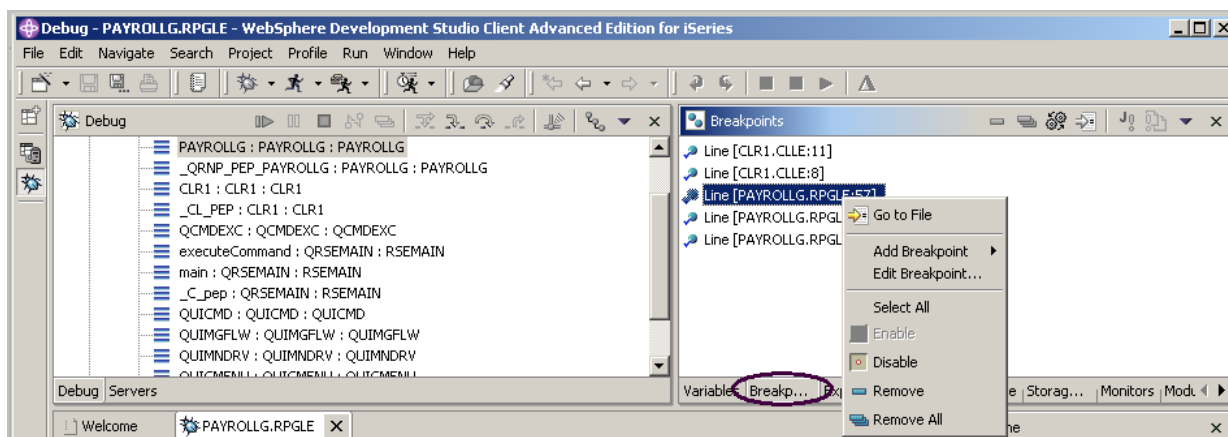 Debug - PAYROLLG.RPGLE - WebSphere Development Studio Client Advanced Edition for iSeries
File Edit Navigate Search Project Profile Run Window Help
Debug
PAYROLLG : PAYROLLG : PAYROLLG
_QRNP_PEP_PAYROLLG : PAYROLLG : PAYROLLG
CLR1 : CLR1 : CLR1
_CL_PEP : CLR1 : CLR1
QCMDEXC : QCMDEXC : QCMDEXC
executeCommand : QRSEMAIN : RSEMAIN
main : QRSEMAIN : RSEMAIN
_C_pep : QRSEMAIN : RSEMAIN
QUICMD : QUICMD : QUICMD
QUIMGFLW : QUIMGFLW : QUIMGFLW
QUIMNDRV : QUIMNDRV : QUIMNDRV
QUICMENU : QUICMENU : QUICMENU
Debug Servers
Breakpoints
Line [CLR1.CLLE:11]
Line [CLR1.CLLE:8]
Line [PAYROLLG.RPGLE:57]
Line [PAYROLLG.RPGL
Line [PAYROLLG.RPGL
Go to File
Add Breakpoint
Edit Breakpoint...
Select All
Enable
Disable
Remove
Remove All
Variables Breakp... Storag... Monitors
Welcome PAYROLLG.RPGLE